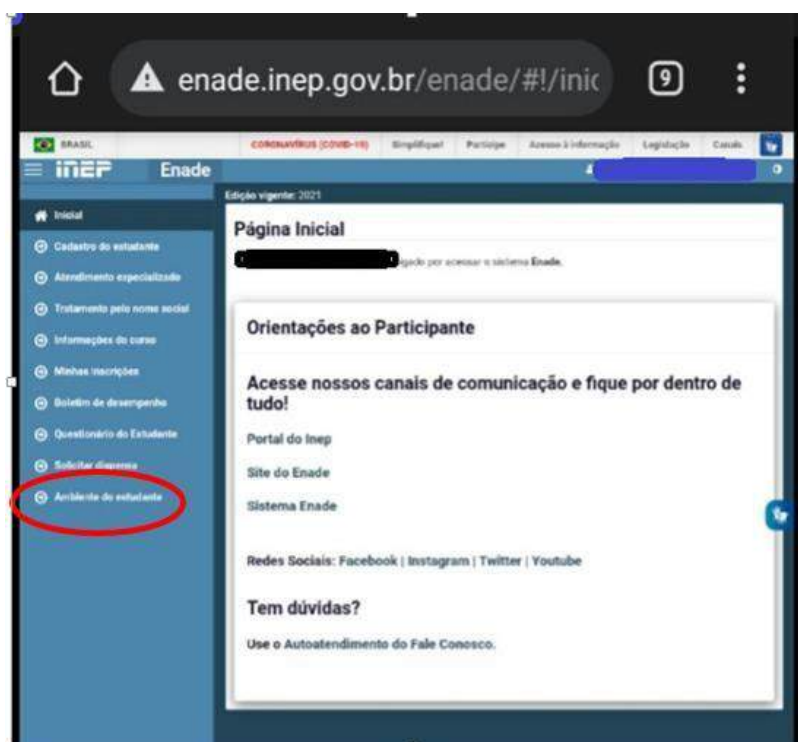 enade.inep.gov.br/enade/#!/inic
9
BRASIL CORONAVÍRUS (COVID-19) Simplifique! Participe Acesso à informação Legislação Canais
inep Enade
Edição vigente: 2021
Inicial
Cadastro do estudante
Atendimento especializado
Tratamento pelo nome social
Informações do curso
Minhas inscrições
Boletim de desempenho
Questionário do Estudante
Solicitar dispensa
Ambiente do estudante
Página Inicial
por acessar o sistema Enade.
Orientações ao Participante
Acesse nossos canais de comunicação e fique por dentro de
tudo!
Portal do Inep
Site do Enade
Sistema Enade
Redes Sociais: Facebook | Instagram | Twitter | Youtube
Tem dúvidas?
Use o Autoatendimento do Fale Conosco.